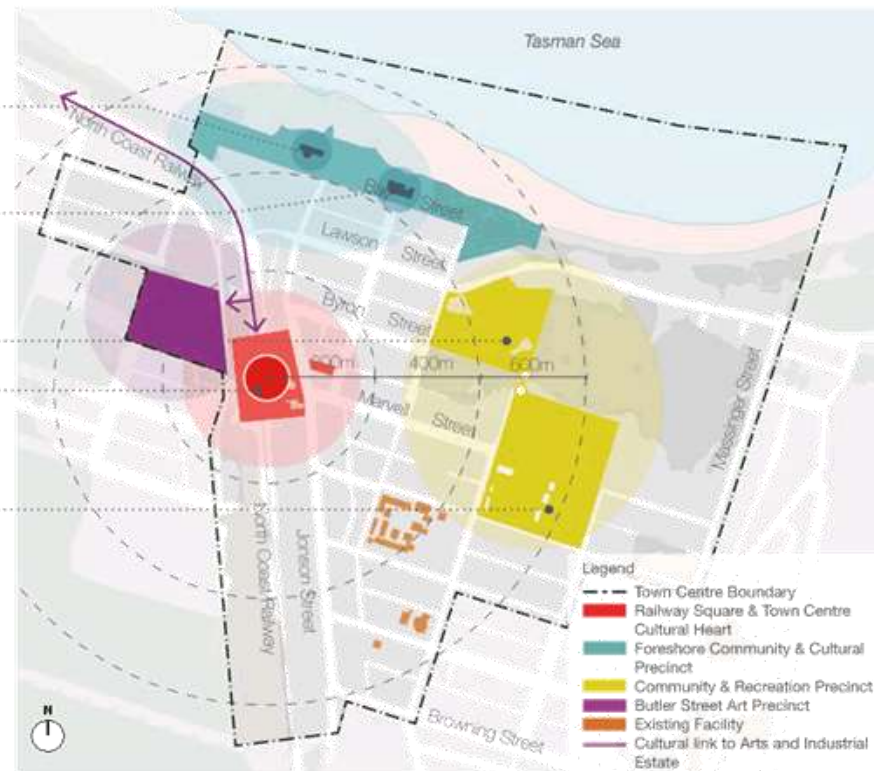 Tasman Sea
North Coast Railway
Street
Lawson
Street
Byron
Street
400m
600m
Marvell
Street
Massinger Street
North Coast Railway
Jonson Street
Browning Street
N
Legend
Town Centre Boundary
Railway Square & Town Centre
Cultural Heart
Foreshore Community & Cultural
Precinct
Community & Recreation Precinct
Butler Street Art Precinct
Existing Facility
Cultural link to Arts and Industrial
Estate